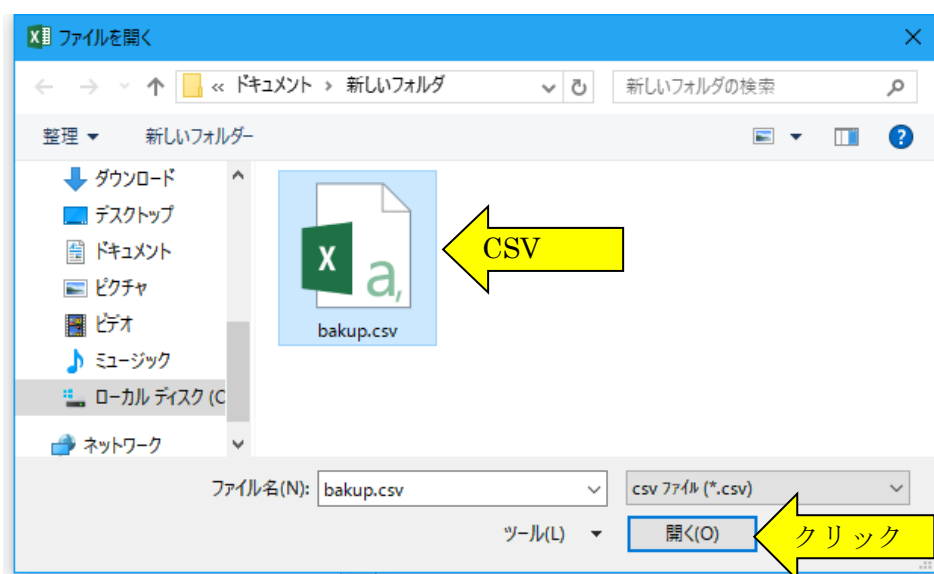 ファイルを開く
« ドキュメント › 新しいフォルダ
新しいフォルダの検索
整理
新しいフォルダー
ダウンロード
デスクトップ
ドキュメント
ピクチャ
ビデオ
ミュージック
ローカル ディスク (C
ネットワーク
bakup.csv
CSV
ファイル名(N):
bakup.csv
csv ファイル (*.csv)
ツール(L)
開く(O)
クリック